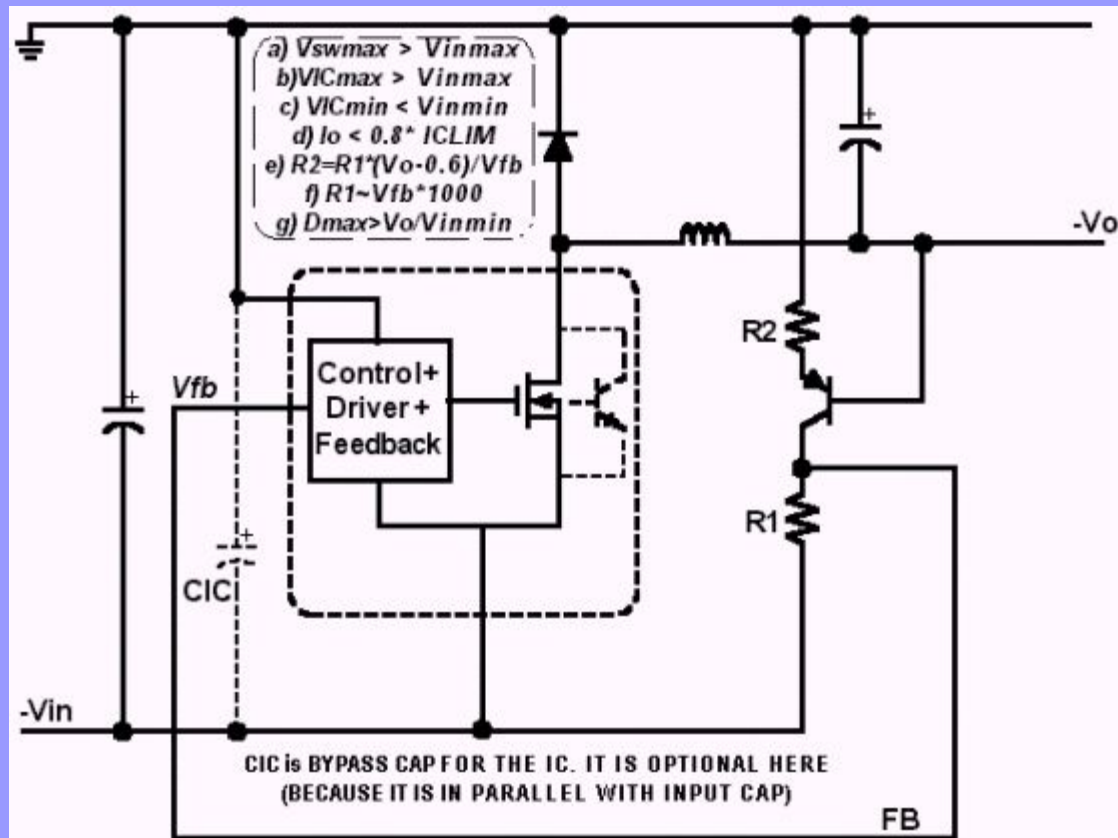 a) Vswmax > Vinmax
b)VICmax > Vinmax
c) VICmin < Vinmin
d) Io < 0.8* ICLIM
e) R2=R1*(Vo-0.6)/Vfb
f) R1~Vfb*1000
g) Dmax>Vo/Vinmin
+
+
-Vo
R2
Vfb
Control+
Driver+
Feedback
+
R1
+
CIC
-Vin
CIC is BYPASS CAP FOR THE IC. IT IS OPTIONAL HERE
(BECAUSE IT IS IN PARALLEL WITH INPUT CAP)
FB